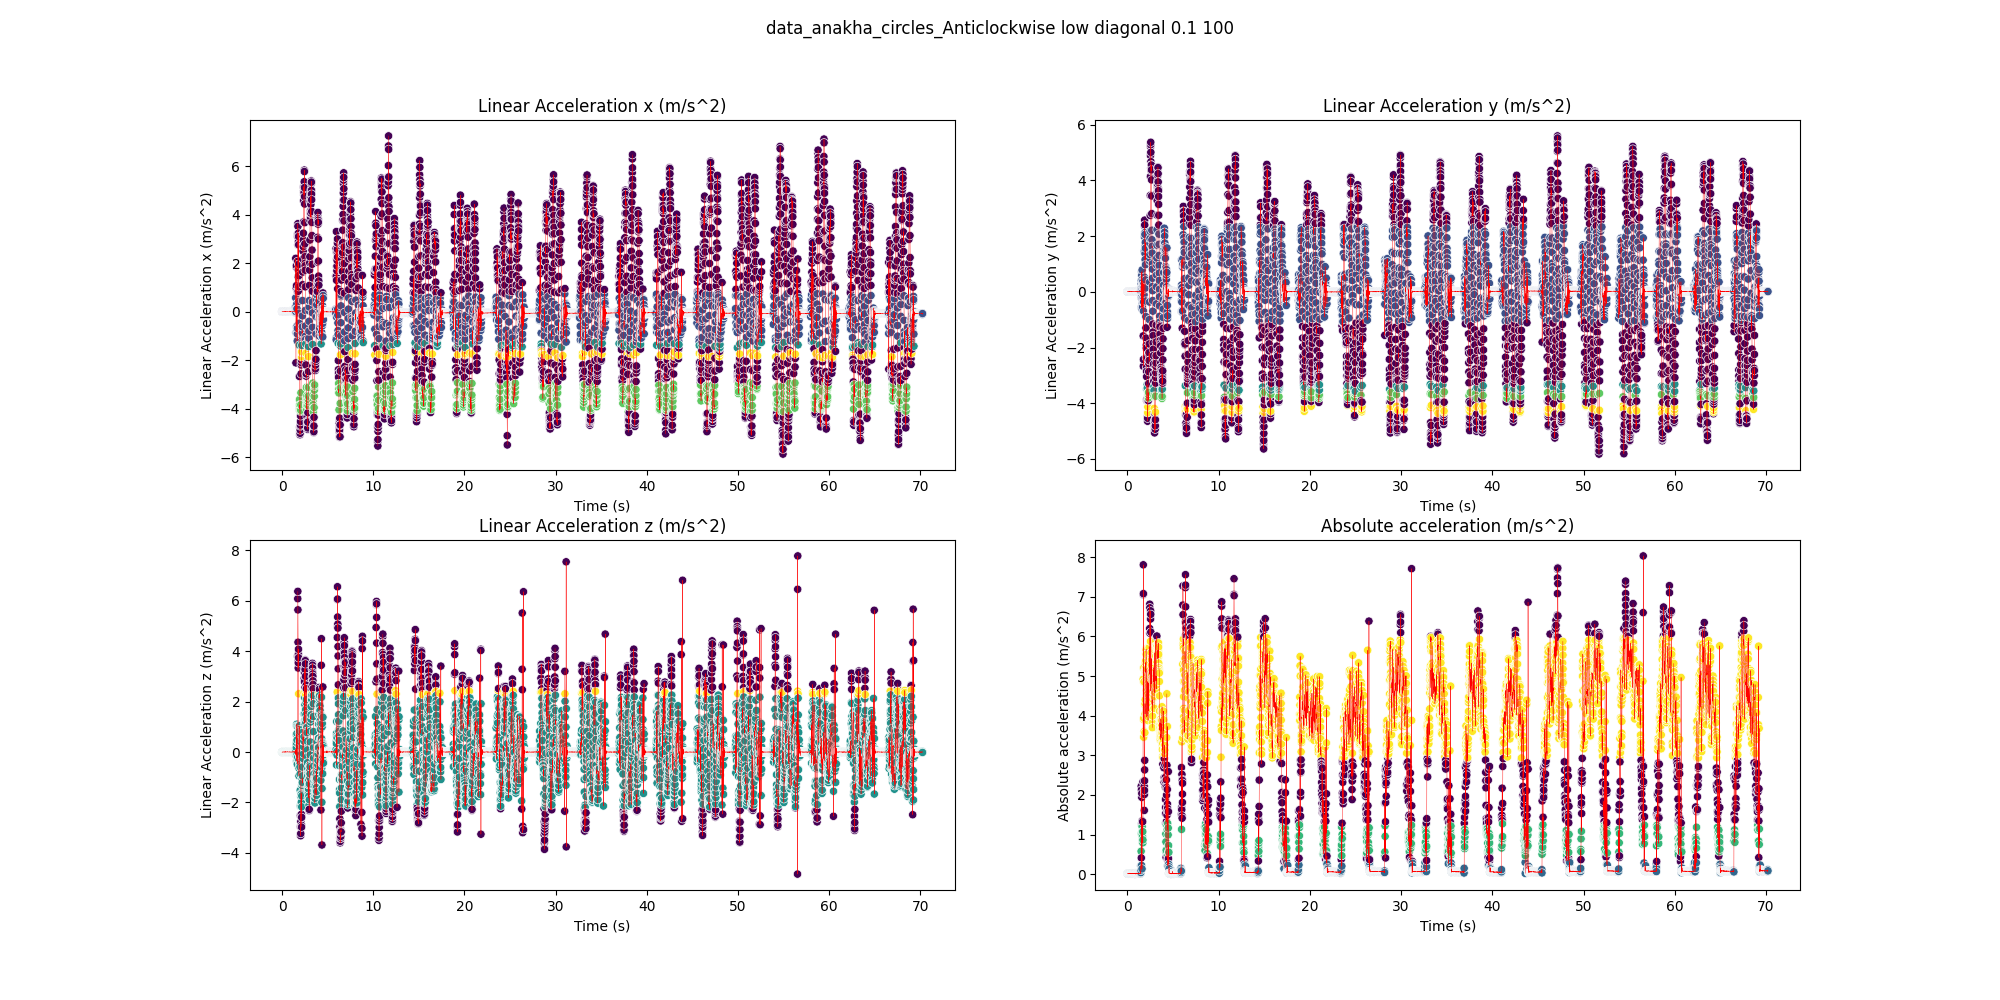 data_anakha_circles_Anticlockwise low diagonal 0.1 100
Linear Acceleration x (m/s^2)
Linear Acceleration x (m/s^2)
6
4
2
0
−2
−4
−6
0 10 20 30 40 50 60 70
Time (s)
Linear Acceleration y (m/s^2)
Linear Acceleration y (m/s^2)
6
4
2
0
−2
−4
−6
0 10 20 30 40 50 60 70
Time (s)
Linear Acceleration z (m/s^2)
Linear Acceleration z (m/s^2)
8
6
4
2
0
−2
−4
0 10 20 30 40 50 60 70
Time (s)
Absolute acceleration (m/s^2)
Absolute acceleration (m/s^2)
8
7
6
5
4
3
2
1
0
0 10 20 30 40 50 60 70
Time (s)